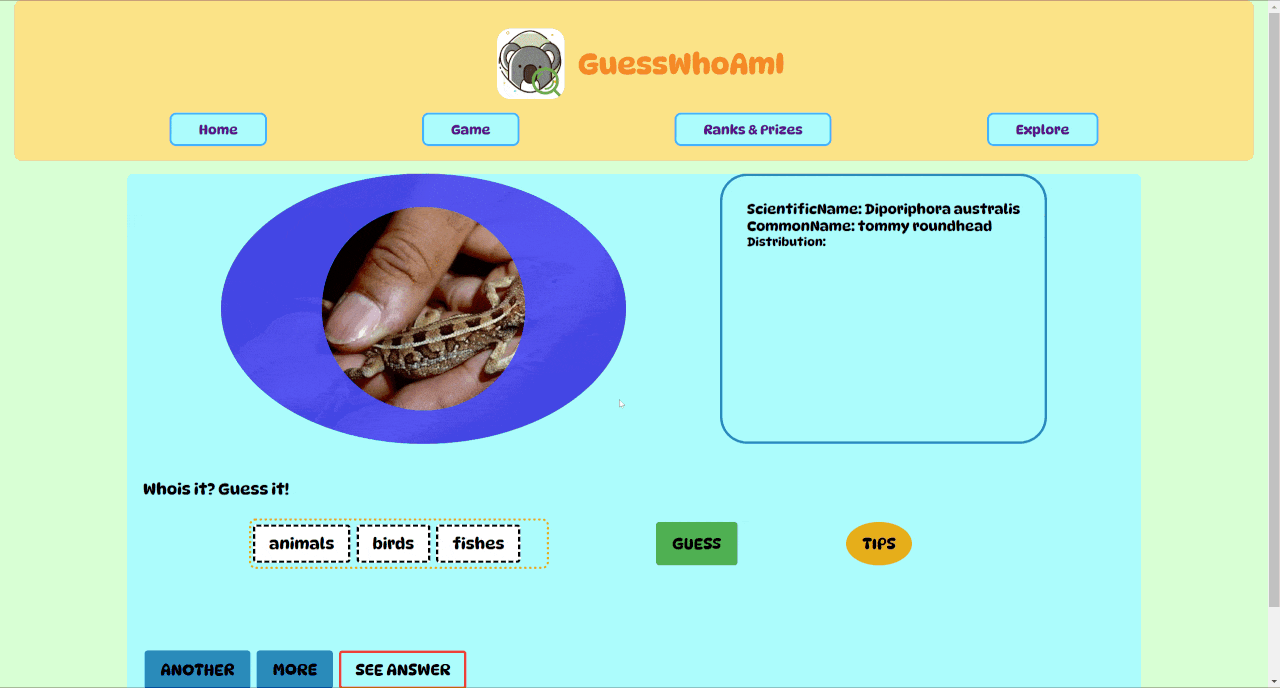 GuessWhoAmI
Home
Game
Ranks & Prizes
Explore
ScientificName: Diporiphora australis
CommonName: tommy roundhead
Distribution:
Whois it? Guess it!
animals
birds
fishes
GUESS
TIPS
ANOTHER
MORE
SEE ANSWER